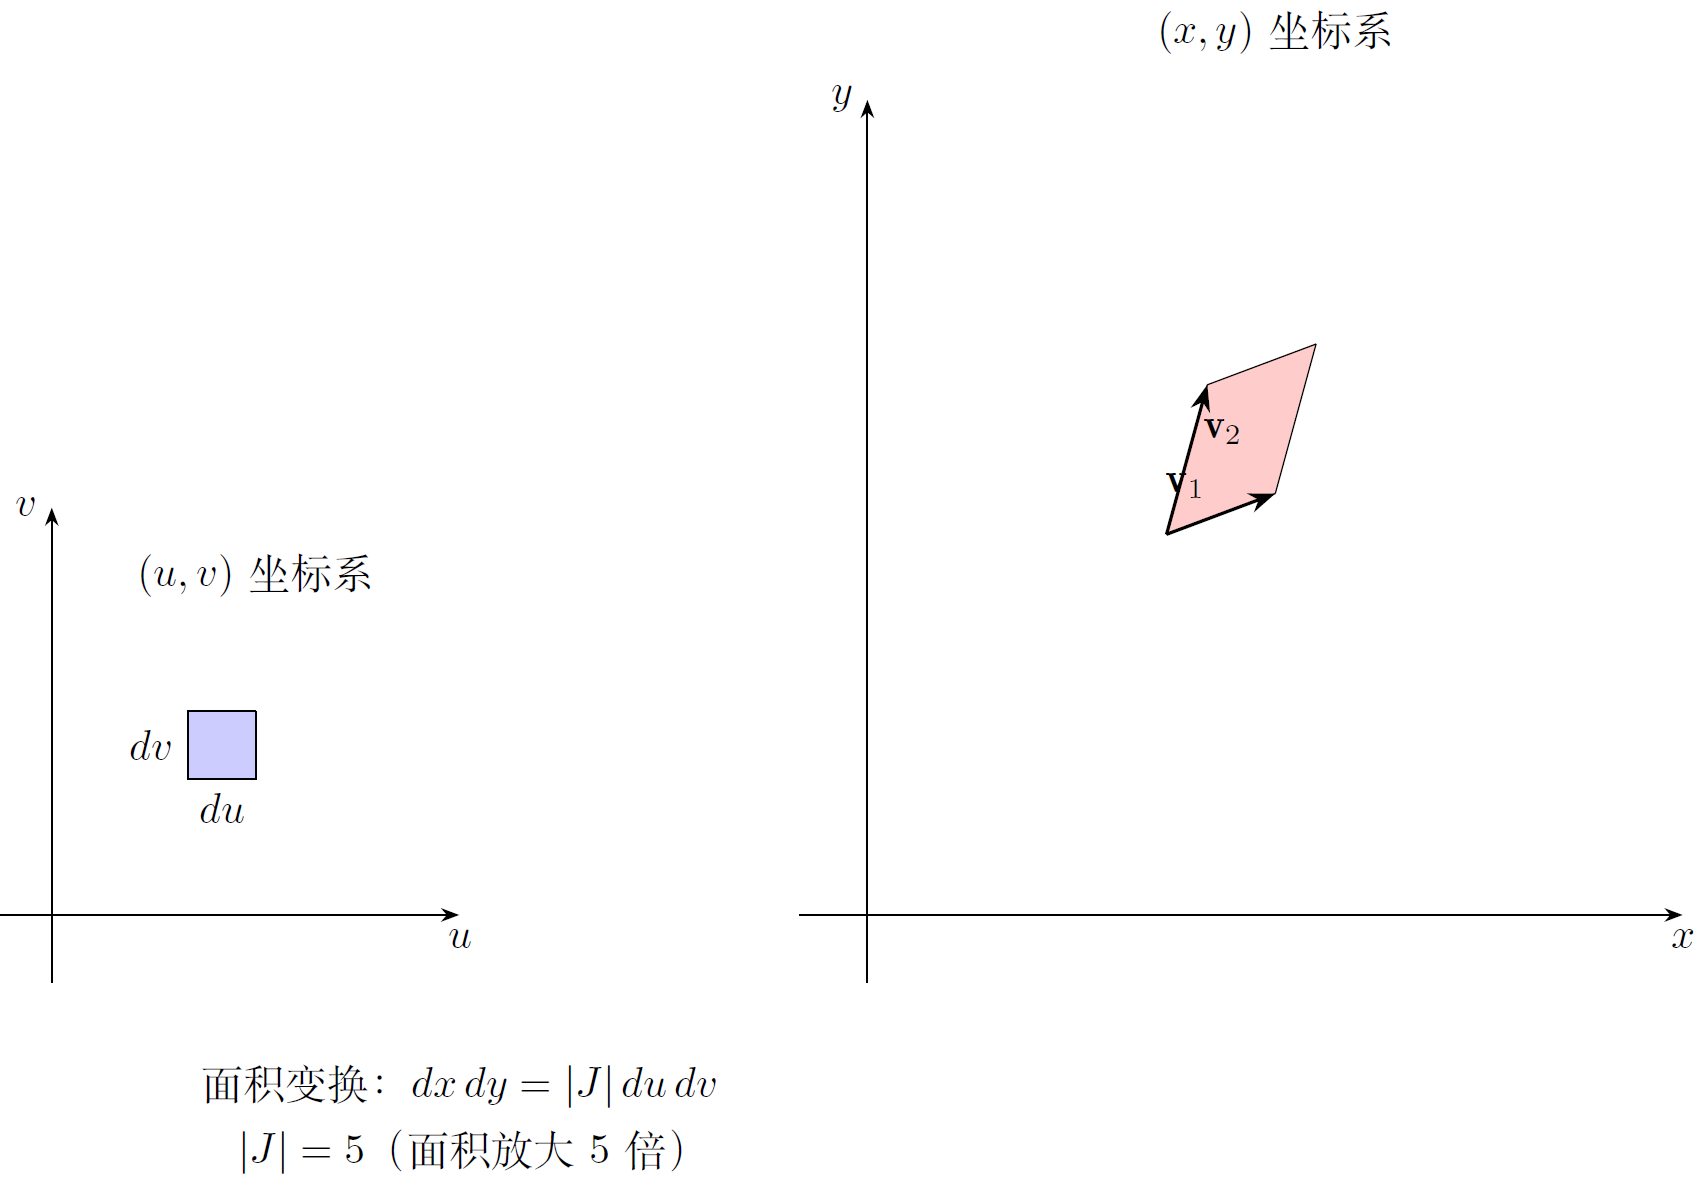 (x, y) 坐标系
y
v
(u, v) 坐标系
v₂
v₁
dv
du
u
x
面积变换：dx dy = |J| du dv
|J| = 5（面积放大 5 倍）